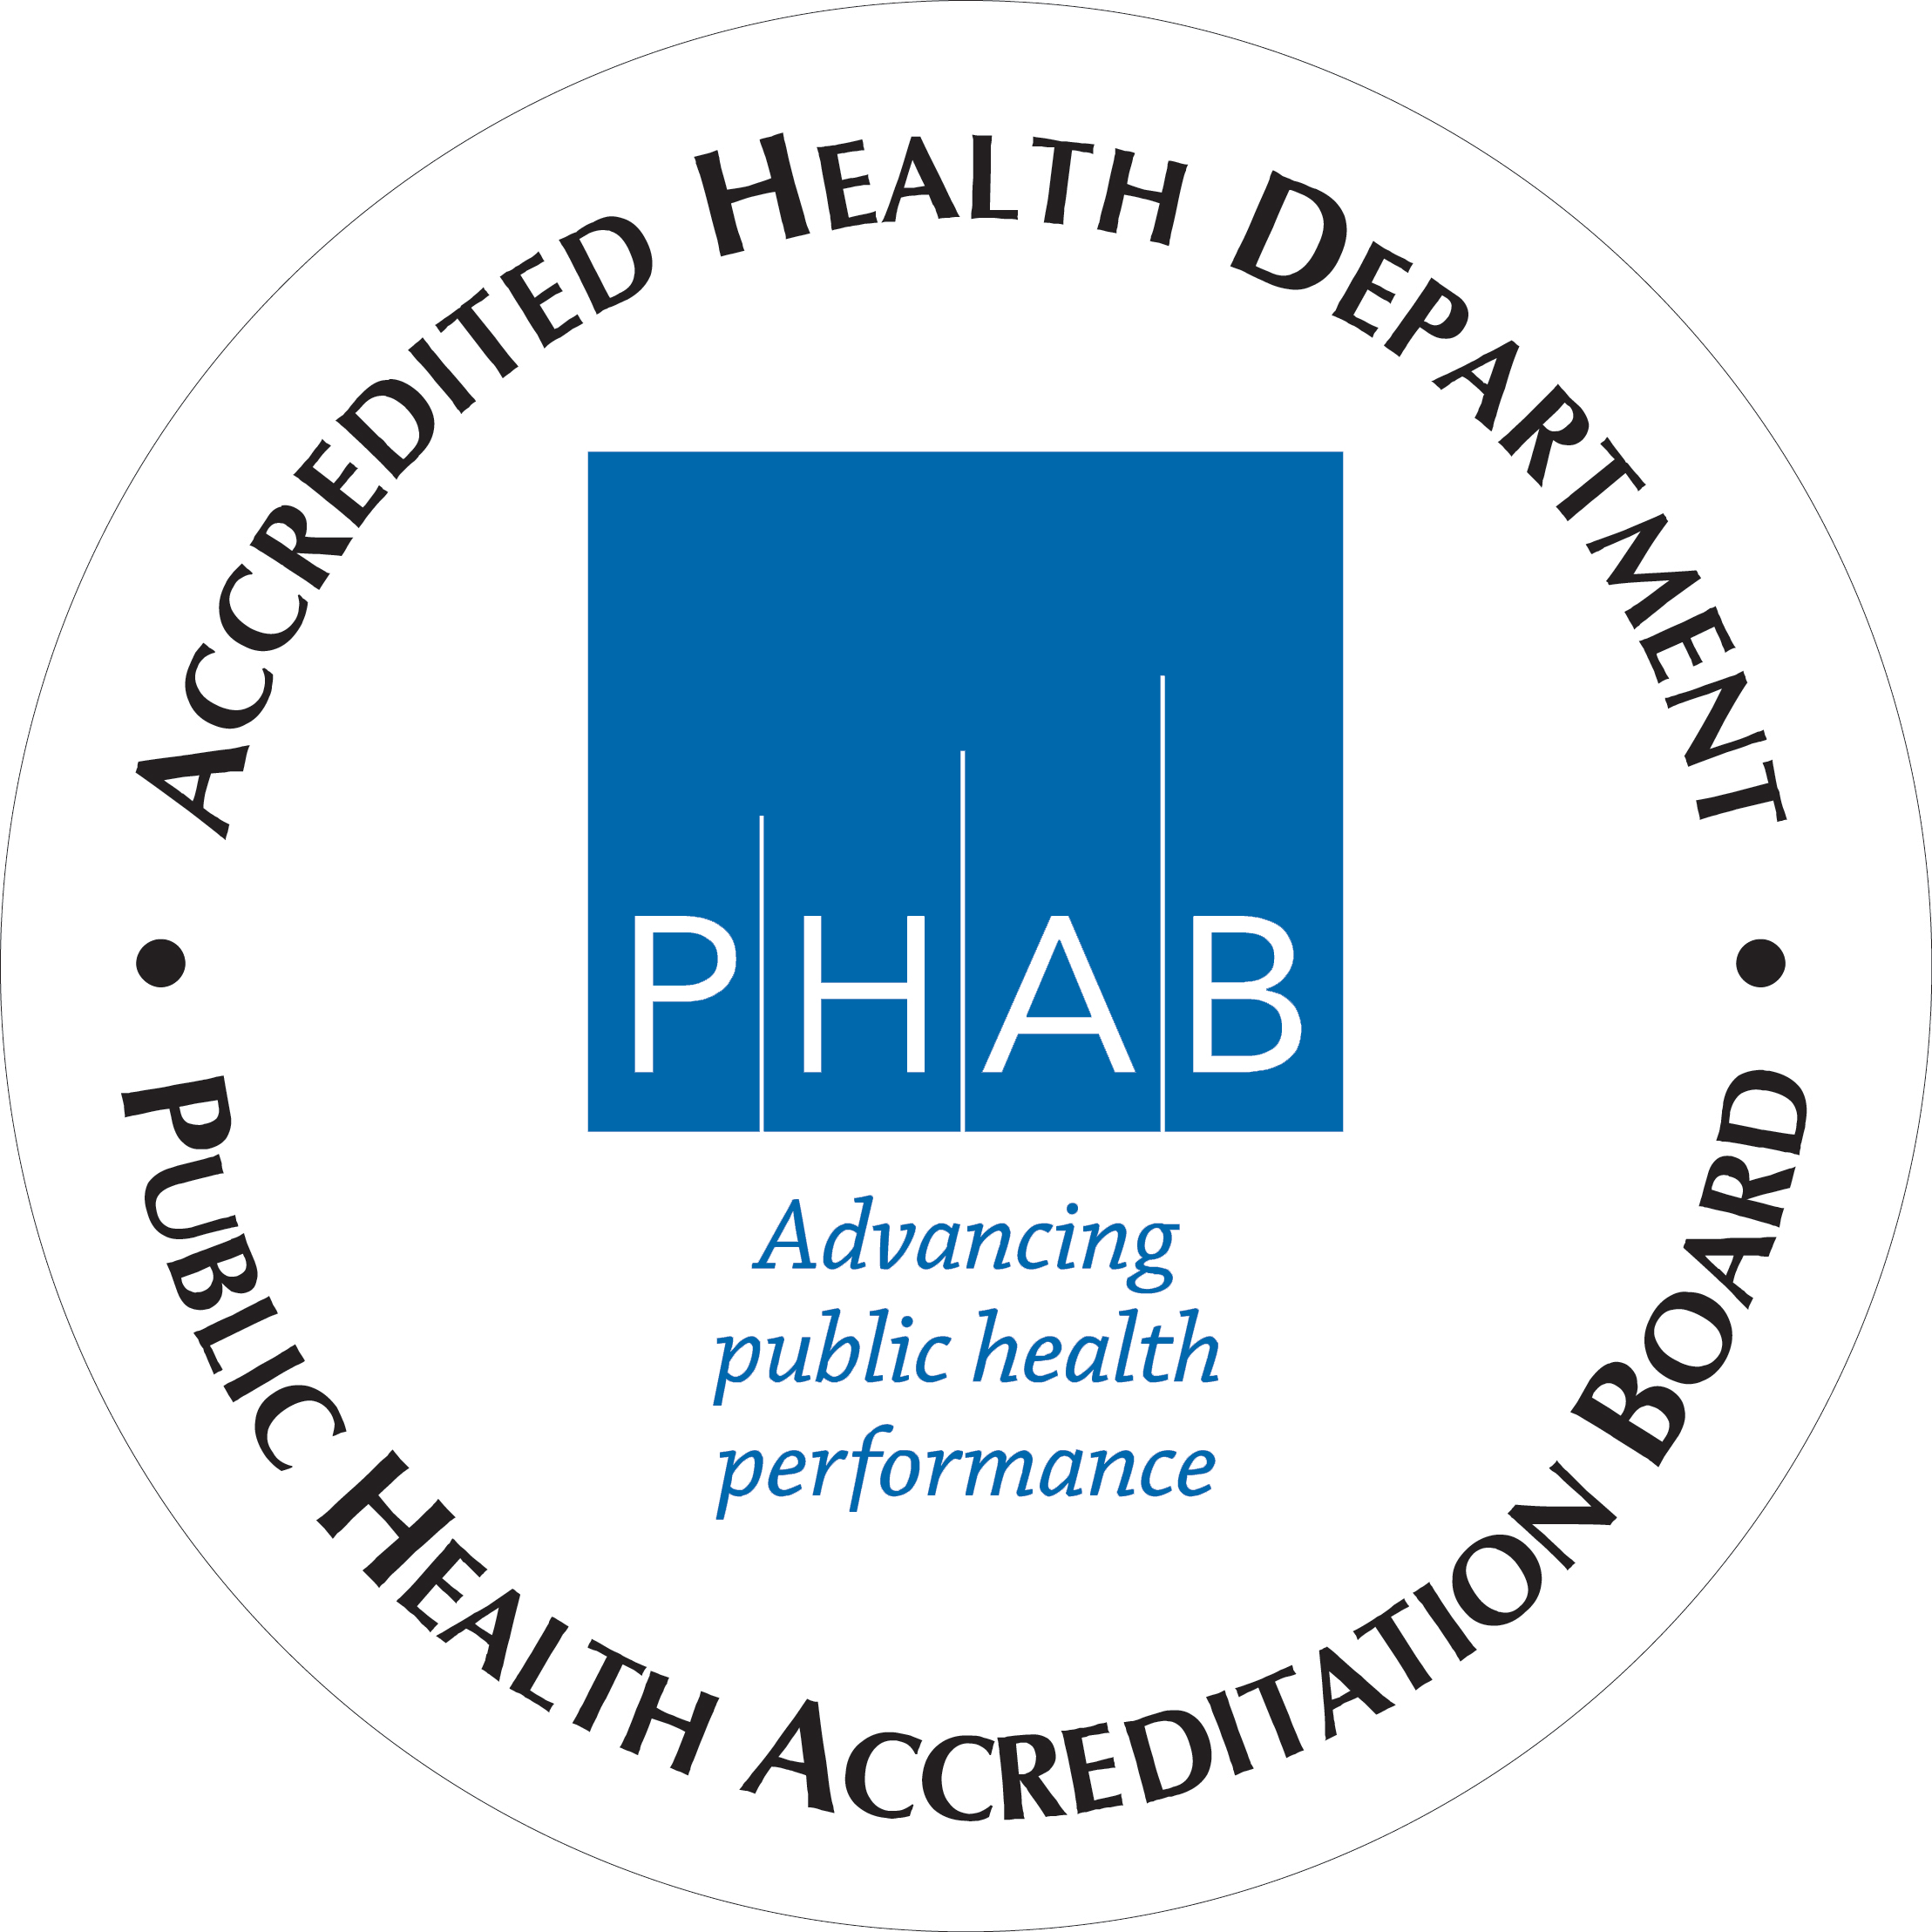 Accredited Health Department
PHAB
Advancing
public health
performance
Public Health Accreditation Board